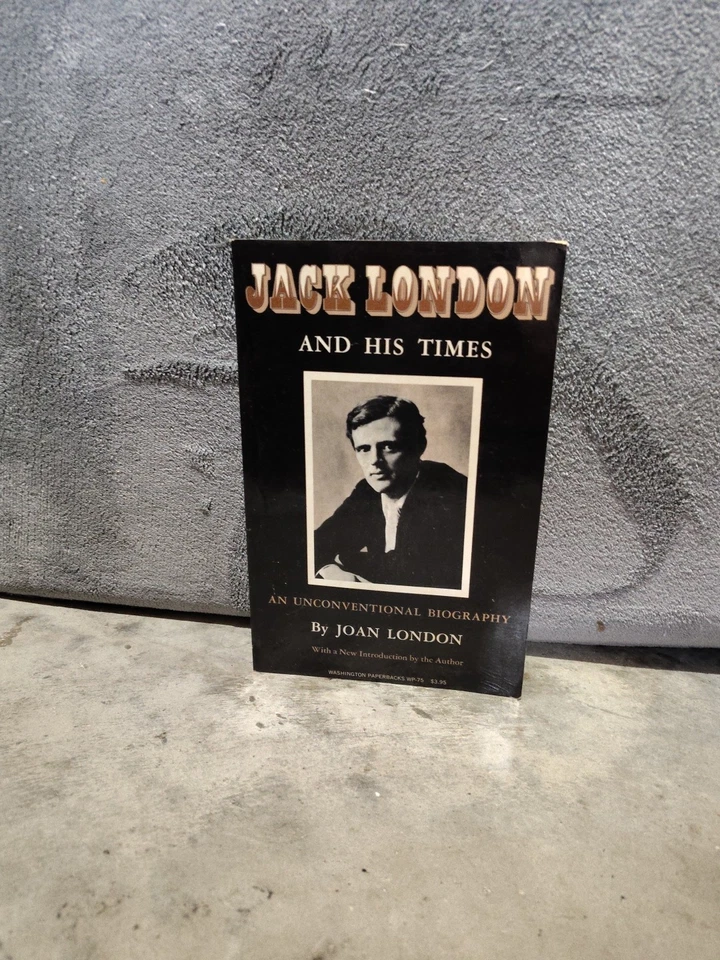 JACK LONDON
AND HIS TIMES
AN UNCONVENTIONAL BIOGRAPHY
By JOAN LONDON
With a New Introduction by the Author
WASHINGTON PAPERBACKS WP-75 $3.95